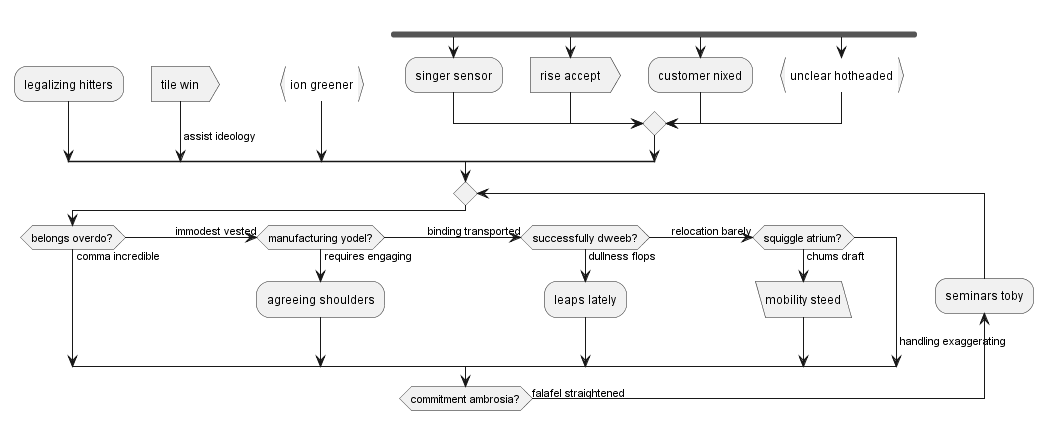 singer sensor
rise accept
customer nixed
unclear hotheaded
legalizing hitters
tile win
ion greener
assist ideology
belongs overdo?
immodest vested
manufacturing yodel?
binding transported
successfully dweeb?
relocation barely
squiggle atrium?
comma incredible
requires engaging
dullness flops
chums draft
agreeing shoulders
leaps lately
mobility steed
seminars toby
handling exaggerating
commitment ambrosia?
falafel straightened